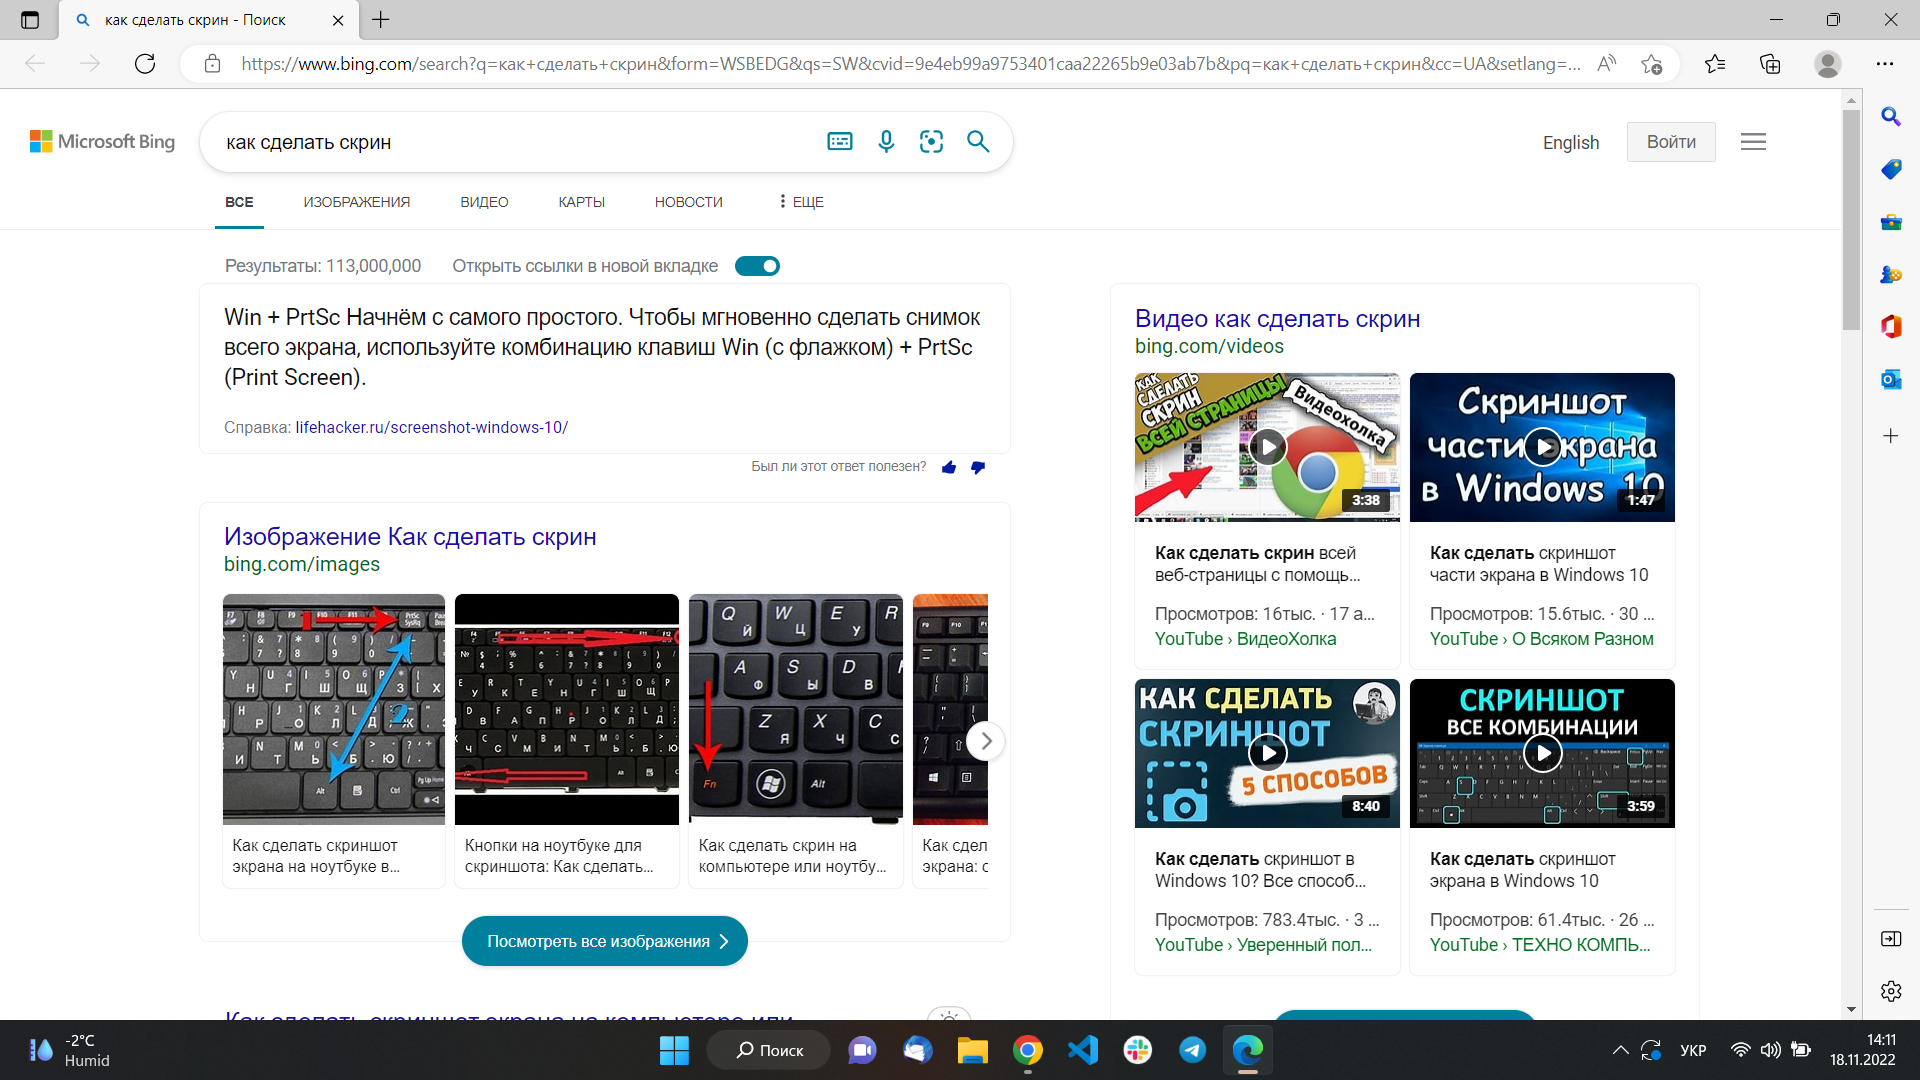 как сделать скрин - Поиск
https://www.bing.com/search?q=как+сделать+скрин&form=WSBEDG&qs=SW&cvid=9e4eb99a9753401caa22265b9e03ab7b&pq=как+сделать+скрин&cc=UA&setlang=...
Microsoft Bing
как сделать скрин
English
Войти
ВСЕ
ИЗОБРАЖЕНИЯ
ВИДЕО
КАРТЫ
НОВОСТИ
ЕЩЕ
Результаты: 113,000,000
Открыть ссылки в новой вкладке
Win + PrtSc Начнём с самого простого. Чтобы мгновенно сделать снимок
всего экрана, используйте комбинацию клавиш Win (с флажком) + PrtSc
(Print Screen).
Справка: lifehacker.ru/screenshot-windows-10/
Был ли этот ответ полезен?
Изображение Как сделать скрин
bing.com/images
Как сделать скриншот
экрана на ноутбуке в...
Кнопки на ноутбуке для
скриншота: Как сделать...
Как сделать скрин на
компьютере или ноутбу...
Как сдел
экрана: с
Посмотреть все изображения
Как сделать скриншот экрана на компьютере или
Видео как сделать скрин
bing.com/videos
КАК
СДЕЛАТЬ
СКРИН
ВСЕЙ СТРАНИЦЫ
Видеохолка
3:38
Скриншот
части экрана
в Windows 10
1:47
Как сделать скрин всей
веб-страницы с помощь...
Просмотров: 16тыс. · 17 а...
YouTube › ВидеоХолка
Как сделать скриншот
части экрана в Windows 10
Просмотров: 15.6тыс. · 30 ...
YouTube › О Всяком Разном
КАК СДЕЛАТЬ
СКРИНШОТ
5 СПОСОБОВ
8:40
СКРИНШОТ
ВСЕ КОМБИНАЦИИ
3:59
Как сделать скриншот в
Windows 10? Все способ...
Просмотров: 783.4тыс. · 3 ...
YouTube › Уверенный пол...
Как сделать скриншот
экрана в Windows 10
Просмотров: 61.4тыс. · 26 ...
YouTube › ТЕХНО КОМПЬ...
-2°C
Humid
Поиск
УКР
14:11
18.11.2022